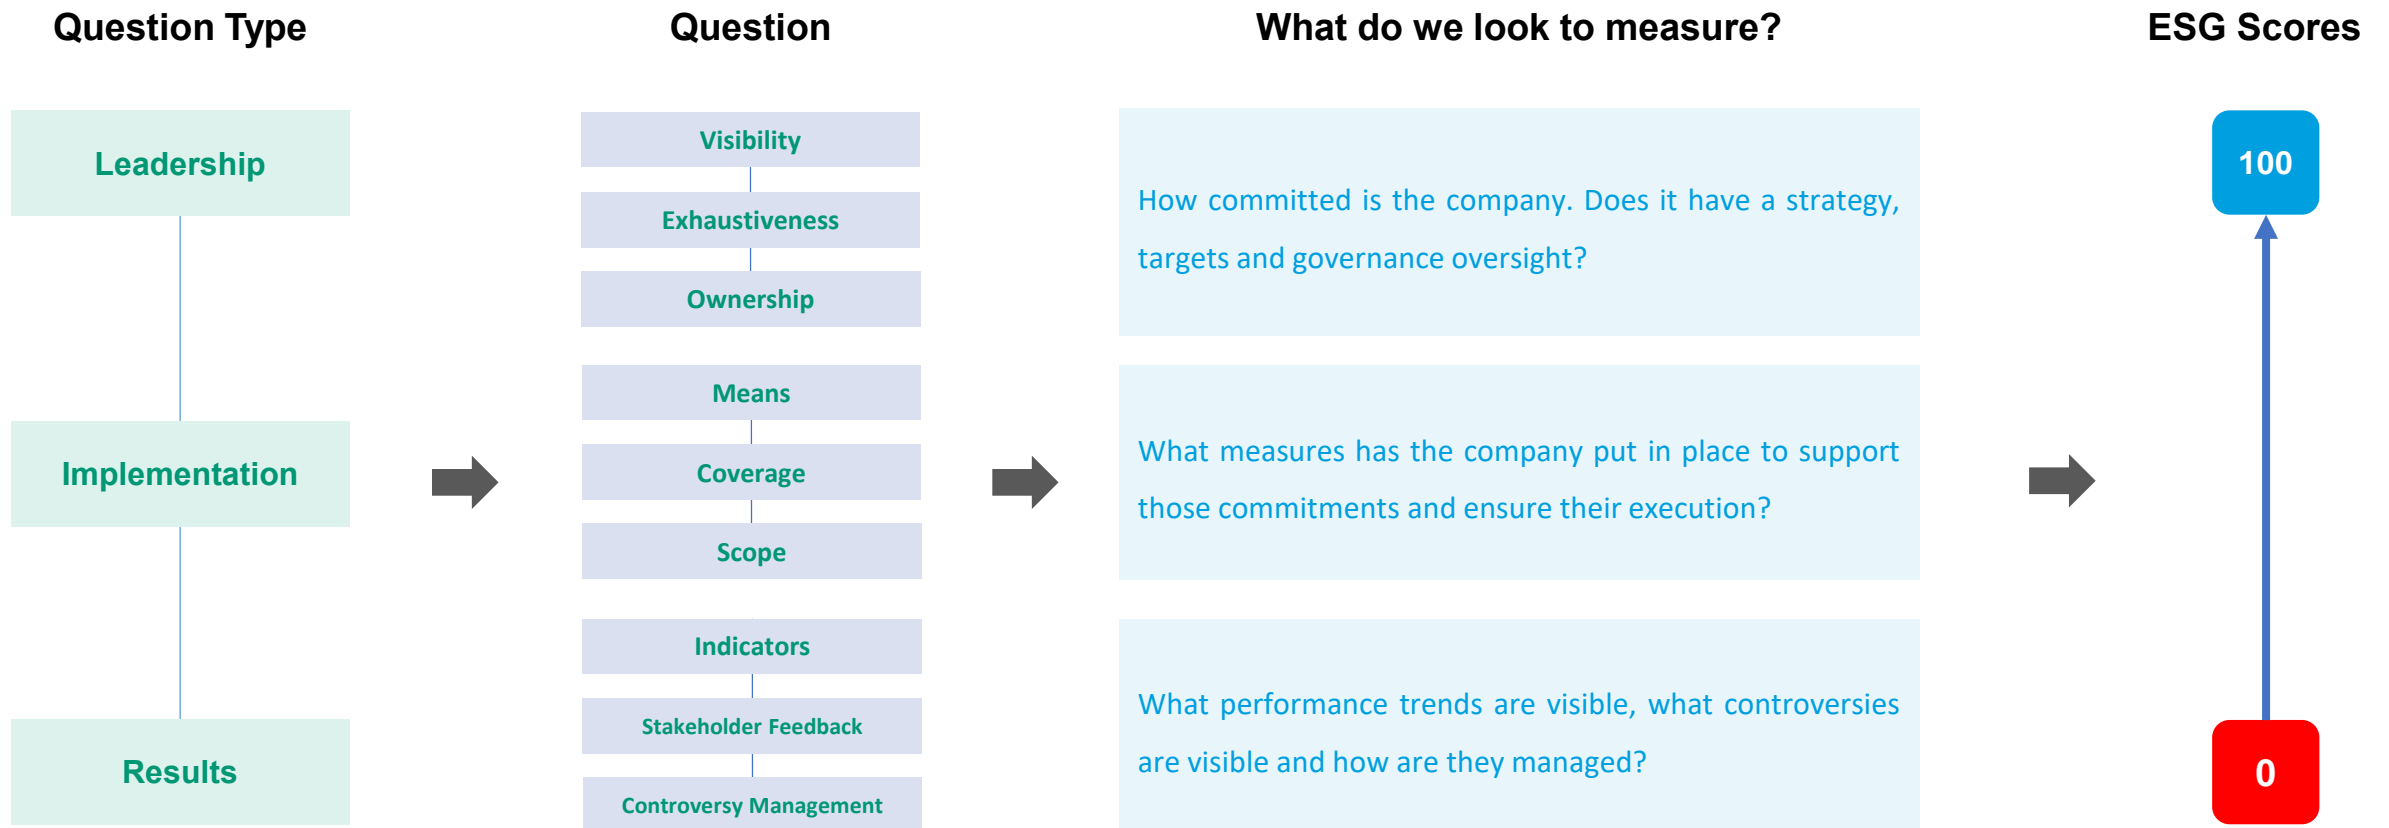 Question Type
Question
What do we look to measure?
ESG Scores
Leadership
Visibility
Exhaustiveness
Ownership
How committed is the company. Does it have a strategy,
targets and governance oversight?
100
Implementation
Means
Coverage
Scope
What measures has the company put in place to support
those commitments and ensure their execution?
Results
Indicators
Stakeholder Feedback
Controversy Management
What performance trends are visible, what controversies
are visible and how are they managed?
0